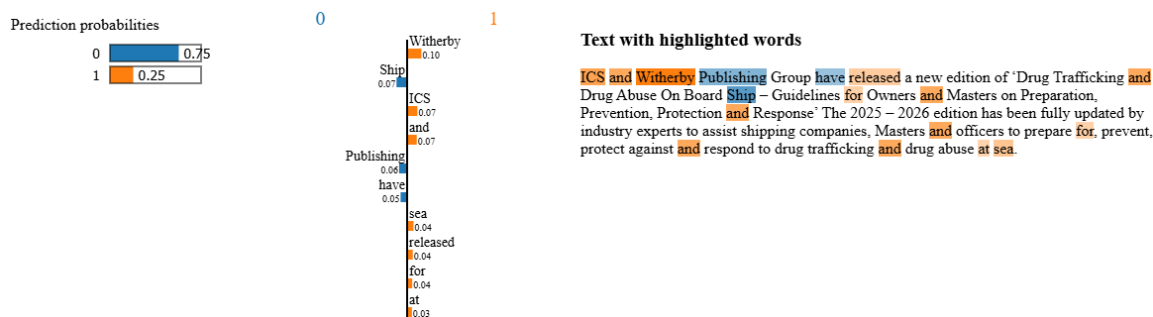 Prediction probabilities
0 0.75
1 0.25
0 1
Witherby
0.10
Ship
0.07
ICS
0.07
and
0.07
Publishing
0.06
have
0.05
sea
0.04
released
0.04
for
0.04
at
0.03
Text with highlighted words
ICS and Witherby Publishing Group have released a new edition of ‘Drug Trafficking and
Drug Abuse On Board Ship – Guidelines for Owners and Masters on Preparation,
Prevention, Protection and Response’ The 2025 – 2026 edition has been fully updated by
industry experts to assist shipping companies, Masters and officers to prepare for, prevent,
protect against and respond to drug trafficking and drug abuse at sea.